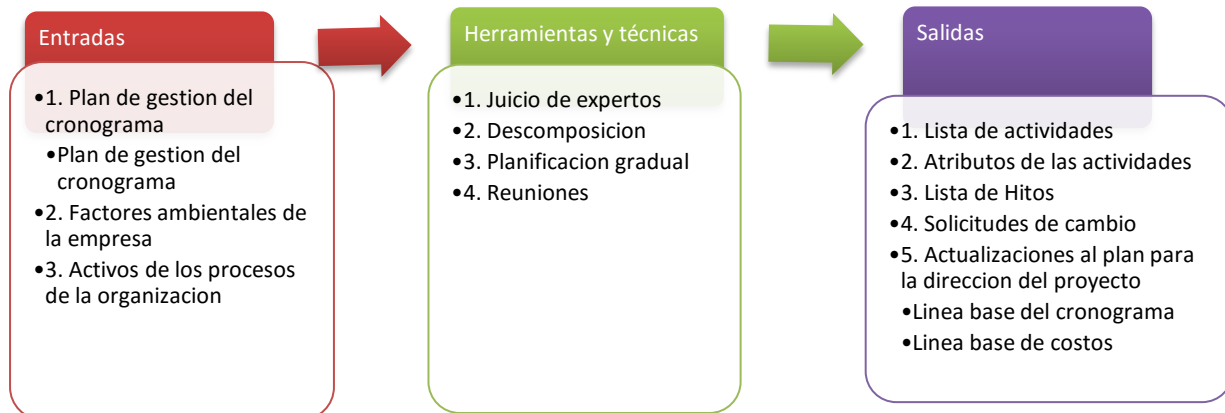 Entradas
•1. Plan de gestion del
cronograma
•Plan de gestion del
cronograma
•2. Factores ambientales de
la empresa
•3. Activos de los procesos
de la organizacion
Herramientas y técnicas
•1. Juicio de expertos
•2. Descomposicion
•3. Planificacion gradual
•4. Reuniones
Salidas
•1. Lista de actividades
•2. Atributos de las actividades
•3. Lista de Hitos
•4. Solicitudes de cambio
•5. Actualizaciones al plan para
la direccion del proyecto
•Linea base del cronograma
•Linea base de costos